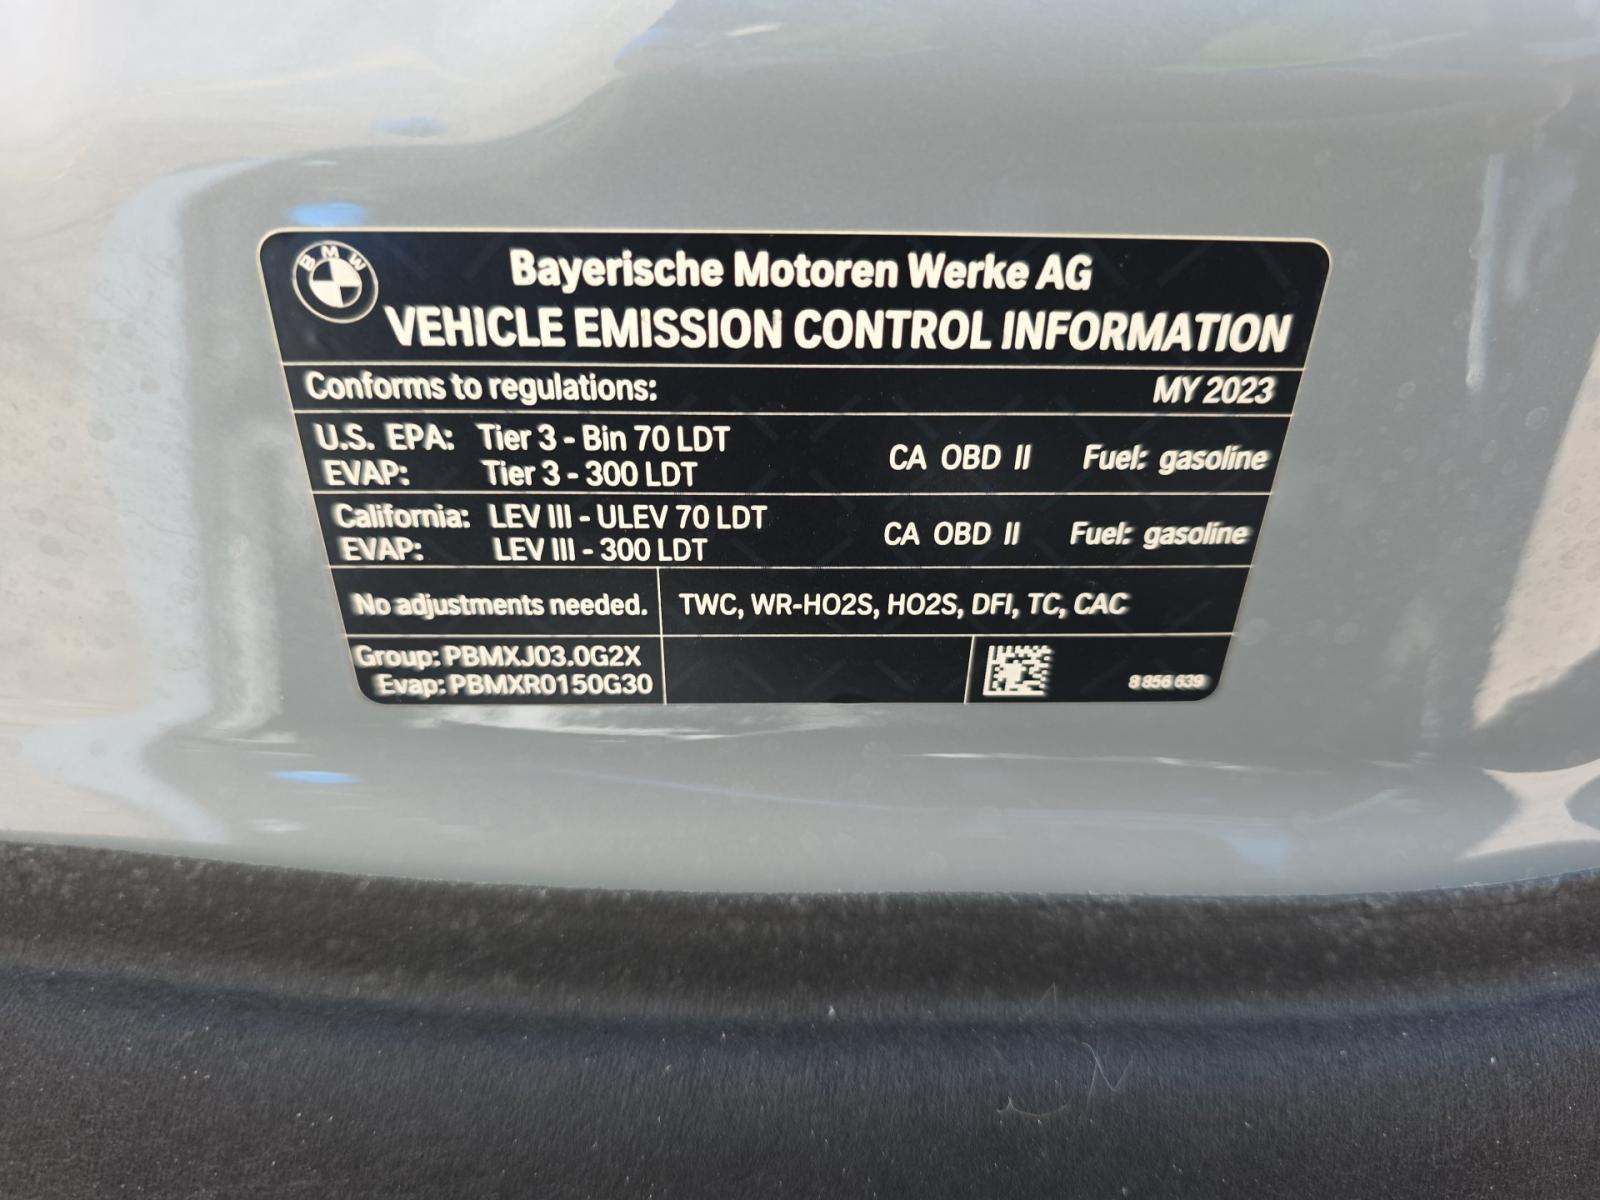 BMW
Bayerische Motoren Werke AG
VEHICLE EMISSION CONTROL INFORMATION
Conforms to regulations: MY 2023
U.S. EPA: Tier 3 - Bin 70 LDT CA OBD II Fuel: gasoline
EVAP: Tier 3 - 300 LDT
California: LEV III - ULEV 70 LDT CA OBD II Fuel: gasoline
EVAP: LEV III - 300 LDT
No adjustments needed. TWC, WR-HO2S, HO2S, DFI, TC, CAC
Group: PBMXJ03.0G2X
Evap: PBMXR0150G30 8 856 639